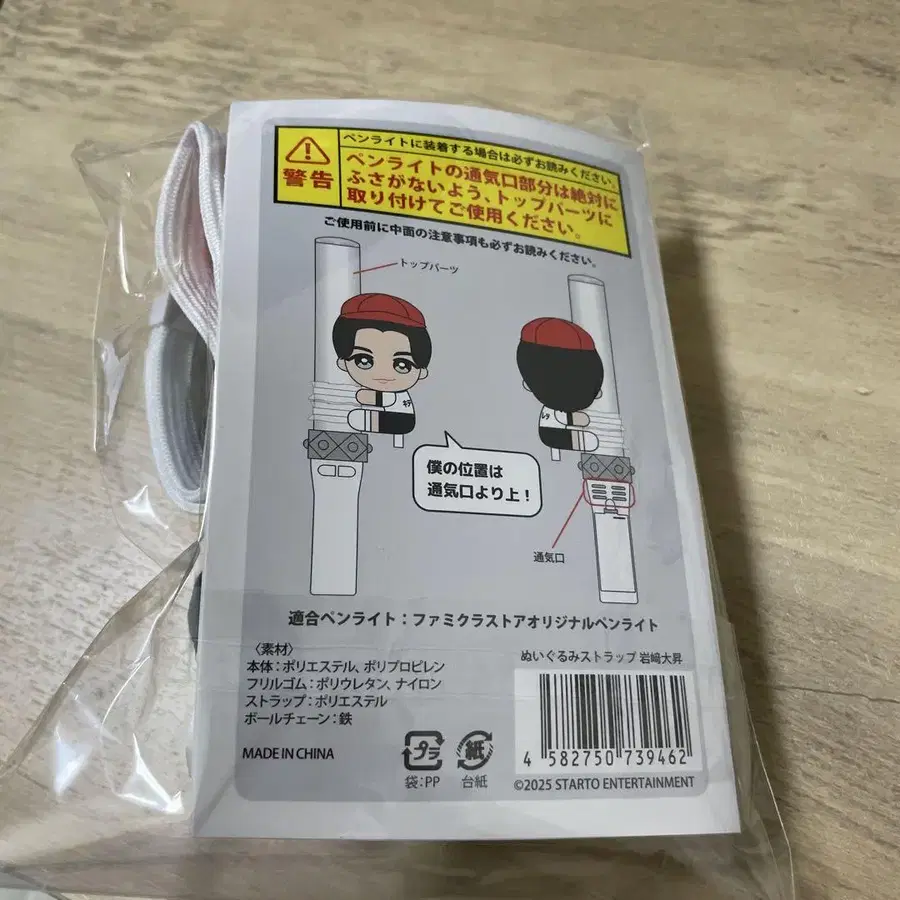 ペンライトに装着する場合は必ずお読みください。
警告
ペンライトの通気口部分は絶対に
ふさがないよう、トップパーツに
取り付けてご使用ください。
ご使用前に中面の注意事項も必ずお読みください。
トップパーツ
僕の位置は
通気口より上！
通気口
適合ペンライト：ファミクラストアオリジナルペンライト
〈素材〉
本体：ポリエステル、ポリプロピレン
フリルゴム：ポリウレタン、ナイロン
ストラップ：ポリエステル
ボールチェーン：鉄
MADE IN CHINA
プラ
袋：PP
紙
台紙
ぬいぐるみストラップ 岩﨑大昇
4 582750 739462
©2025 STARTO ENTERTAINMENT